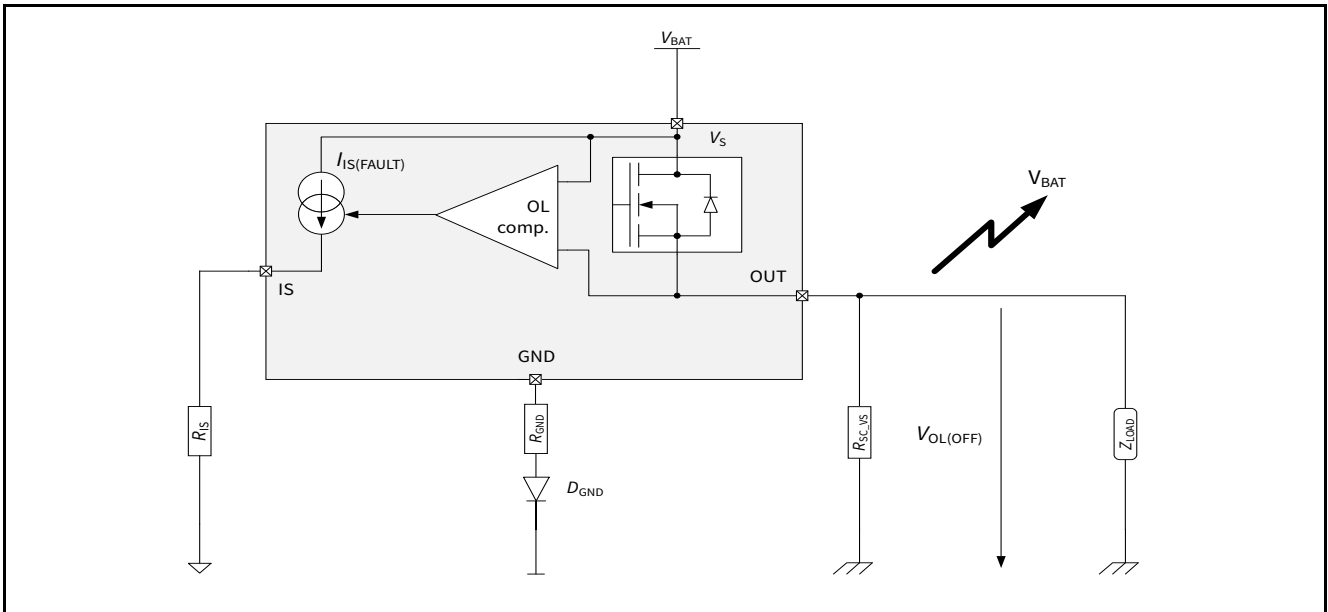 VBAT
VS
IIS(FAULT)
OL
comp.
VBAT
OUT
IS
GND
RIS
RGND
RSC_VS
VOL(OFF)
ZLOAD
DGND